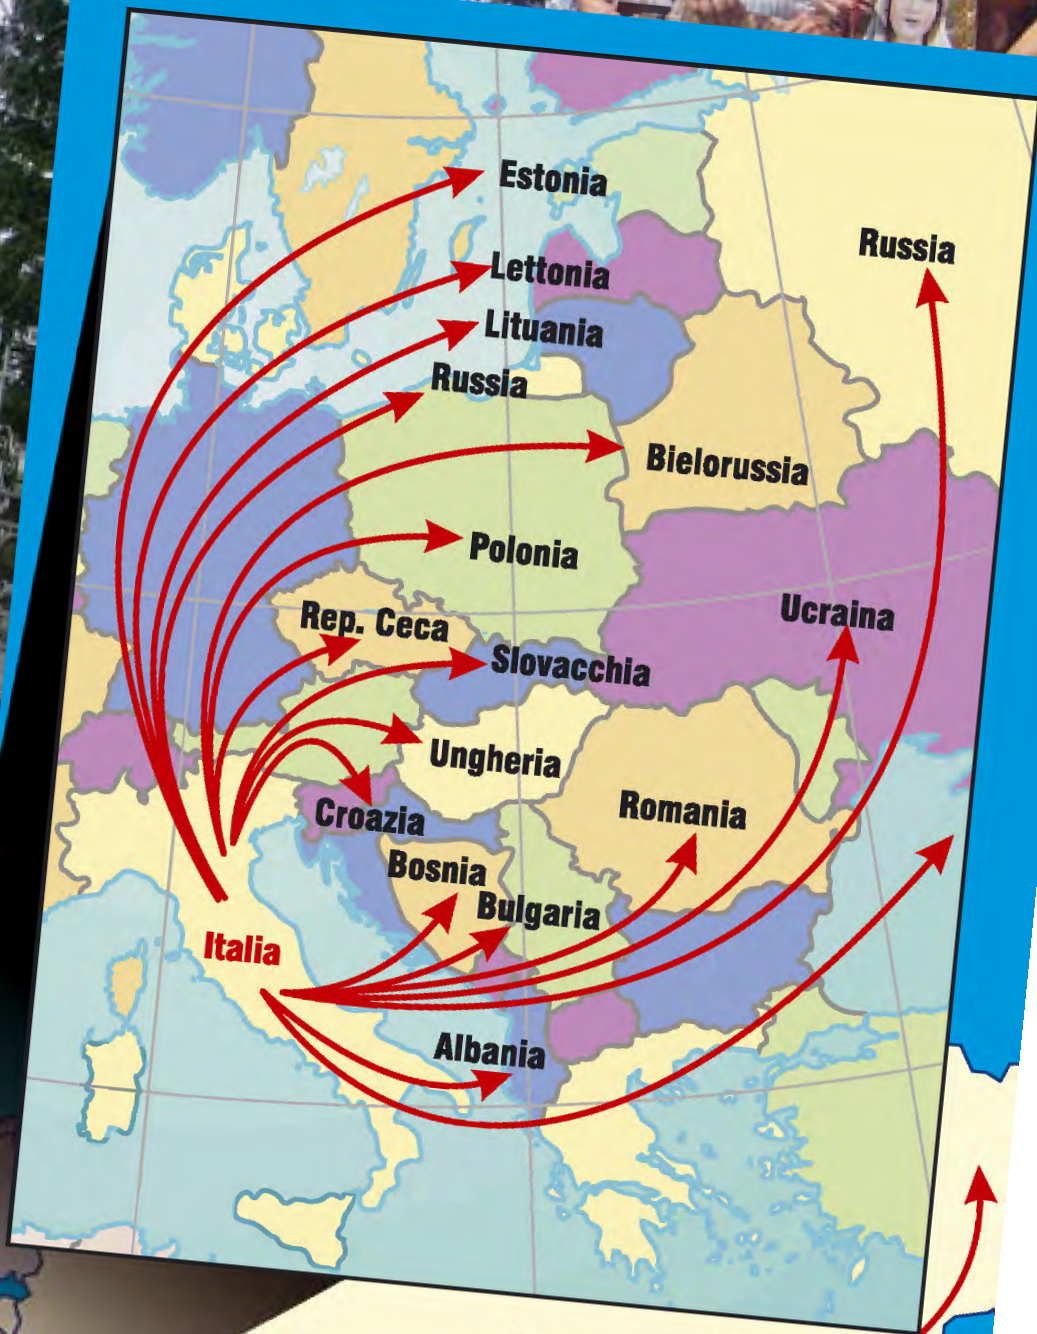 Estonia
Russia
Lettonia
Lituania
Russia
Bielorussia
Polonia
Ucraina
Rep. Ceca
Slovacchia
Ungheria
Croazia
Romania
Bosnia
Bulgaria
Italia
Albania